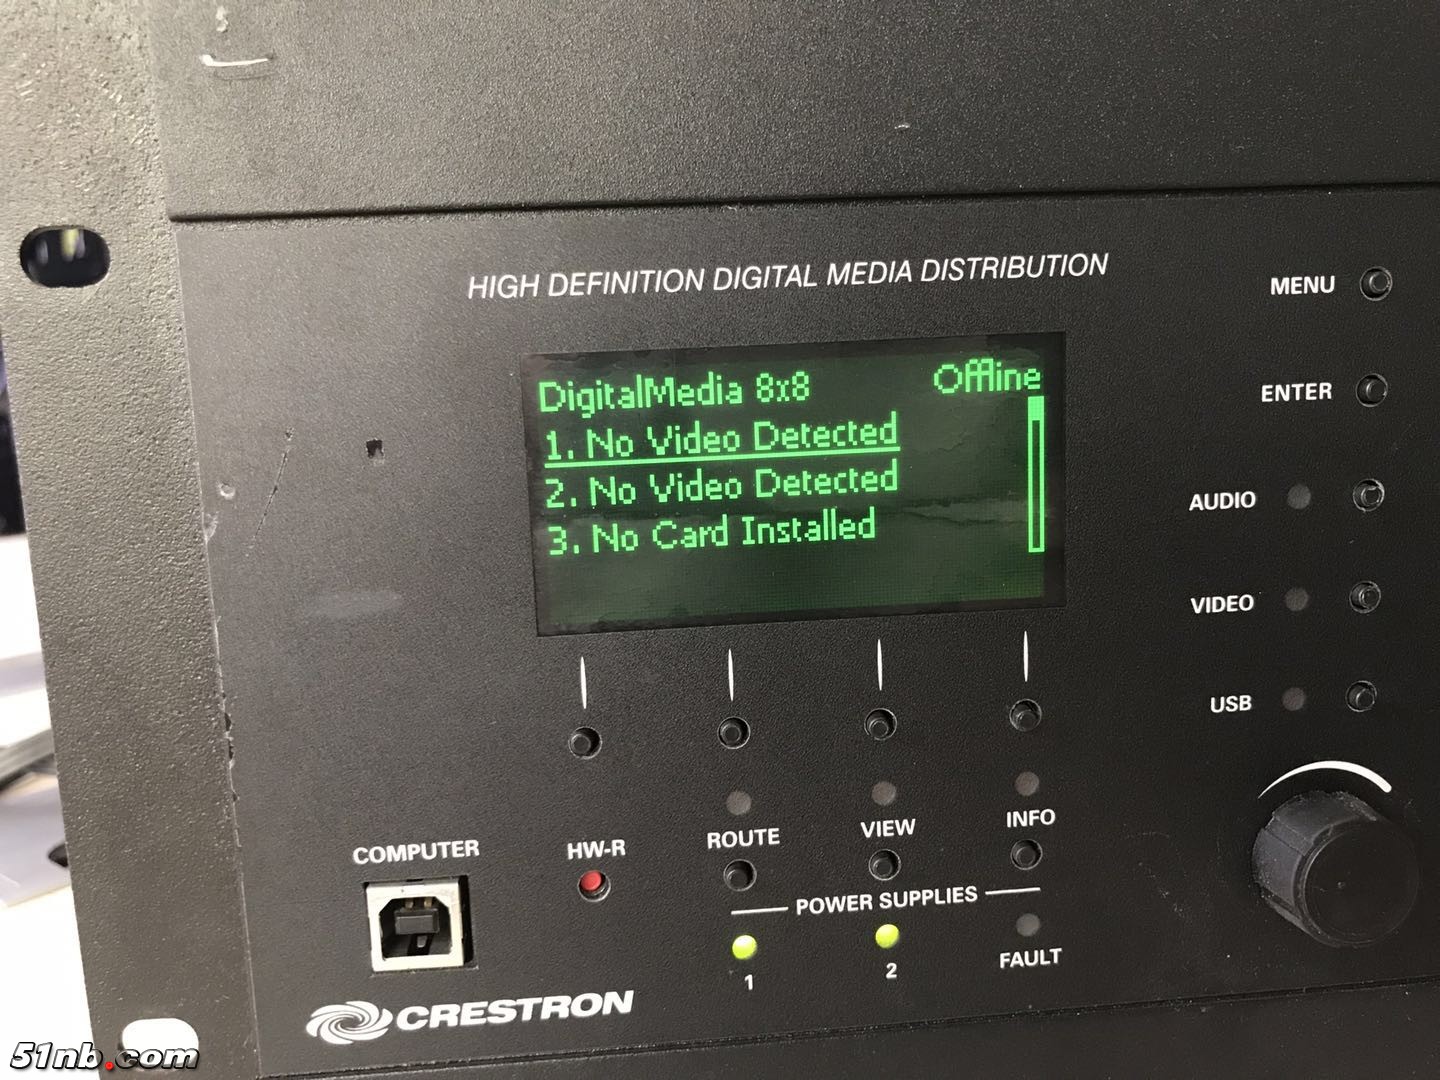 HIGH DEFINITION DIGITAL MEDIA DISTRIBUTION
MENU
DigitalMedia 8x8 Offline
1. No Video Detected
2. No Video Detected
3. No Card Installed
ENTER
AUDIO
VIDEO
USB
COMPUTER
HW-R
ROUTE
VIEW
INFO
POWER SUPPLIES
1
2
FAULT
CRESTRON
51nb.com